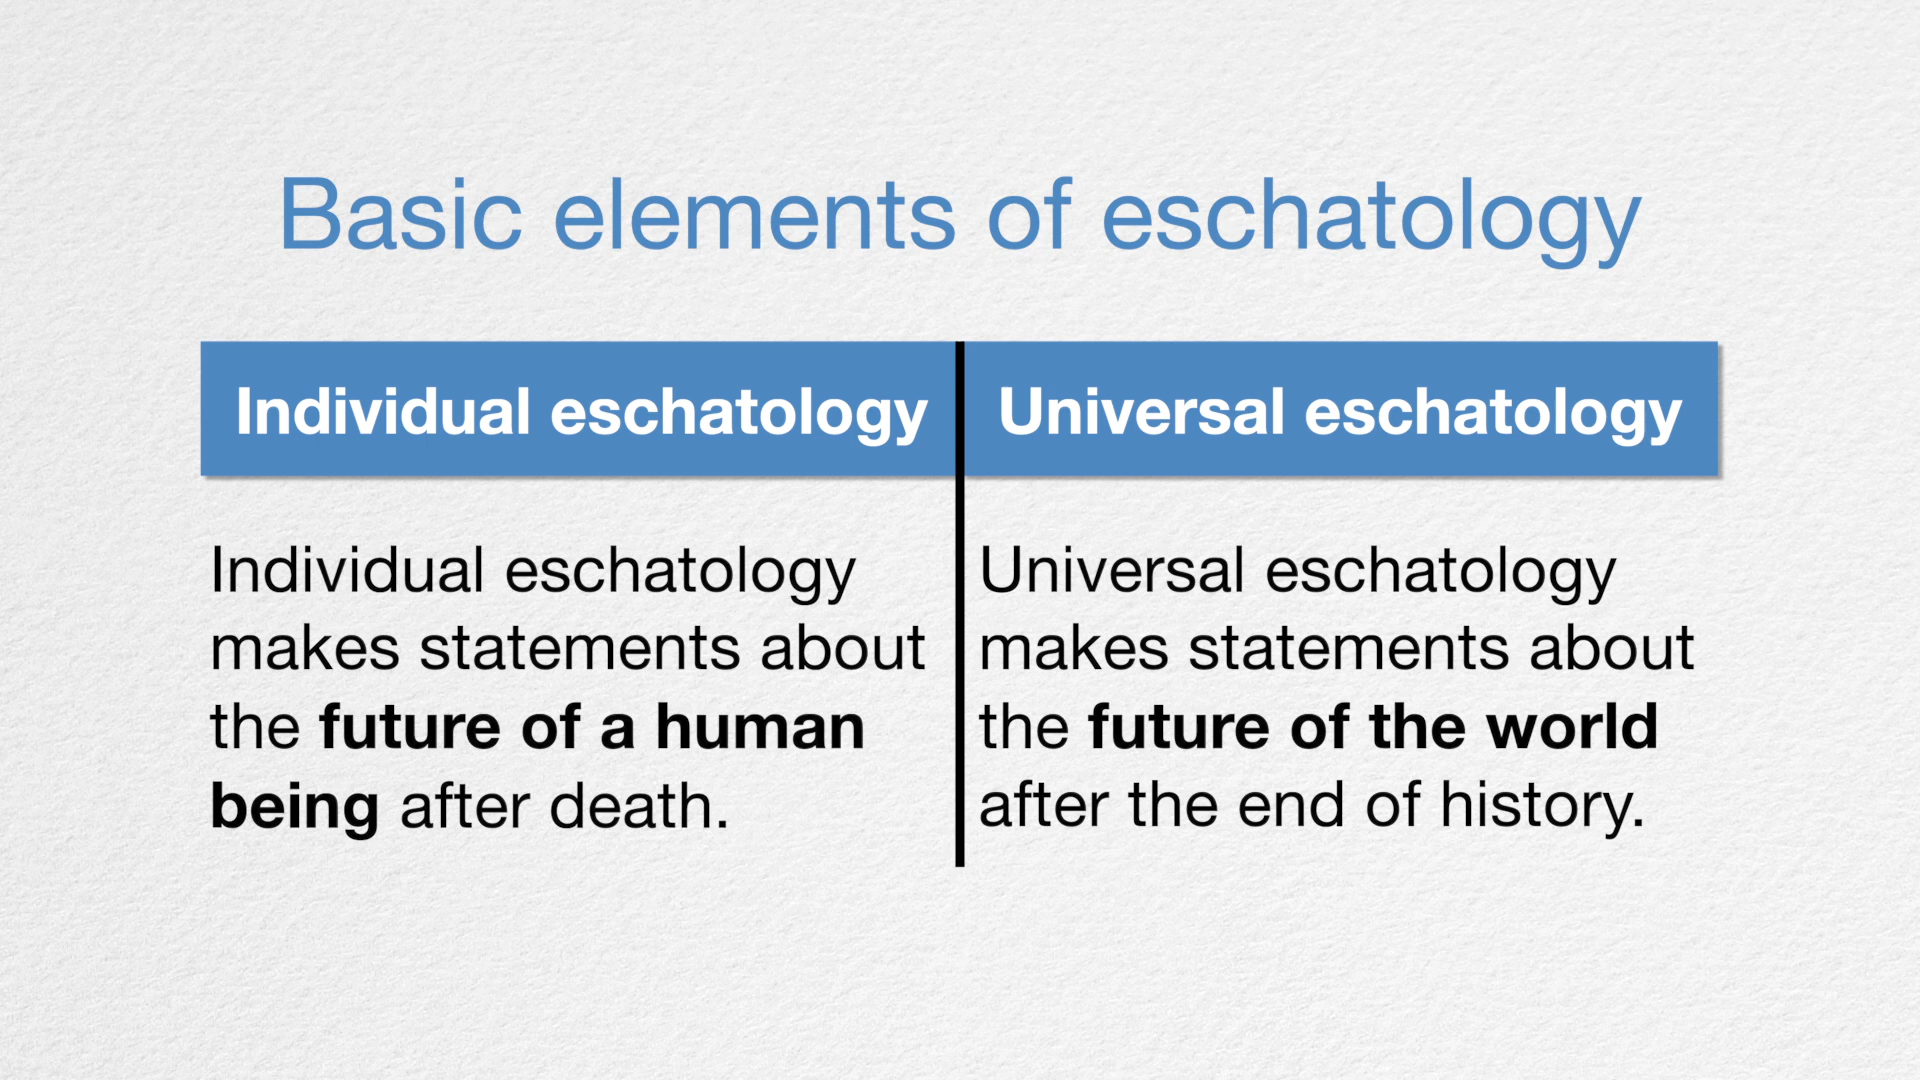 Basic elements of eschatology
Individual eschatology
Universal eschatology
Individual eschatology
makes statements about
the future of a human
being after death.
Universal eschatology
makes statements about
the future of the world
after the end of history.